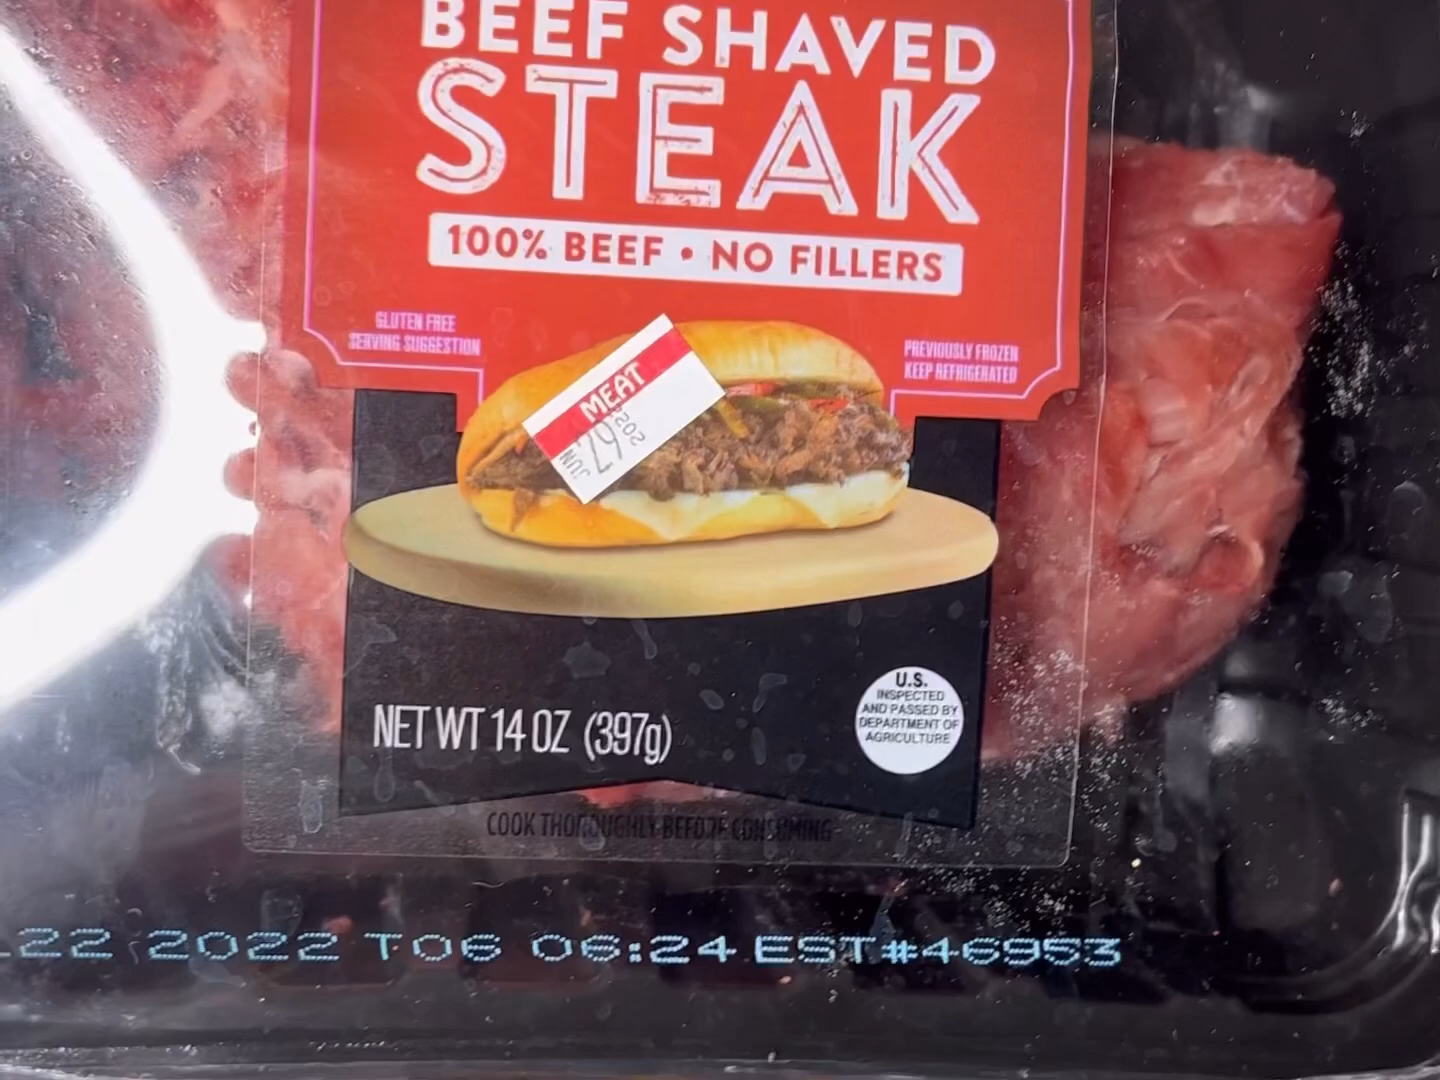 BEEF SHAVED
STEAK
100% BEEF • NO FILLERS
GLUTEN FREE
SERVING SUGGESTION
PREVIOUSLY FROZEN
KEEP REFRIGERATED
MEAT
JUN 29
NET WT 14 OZ (397g)
U.S.
INSPECTED
AND PASSED BY
DEPARTMENT OF
AGRICULTURE
COOK THOROUGHLY BEFORE CONSUMING
22 2022 T06 06:24 EST#46953